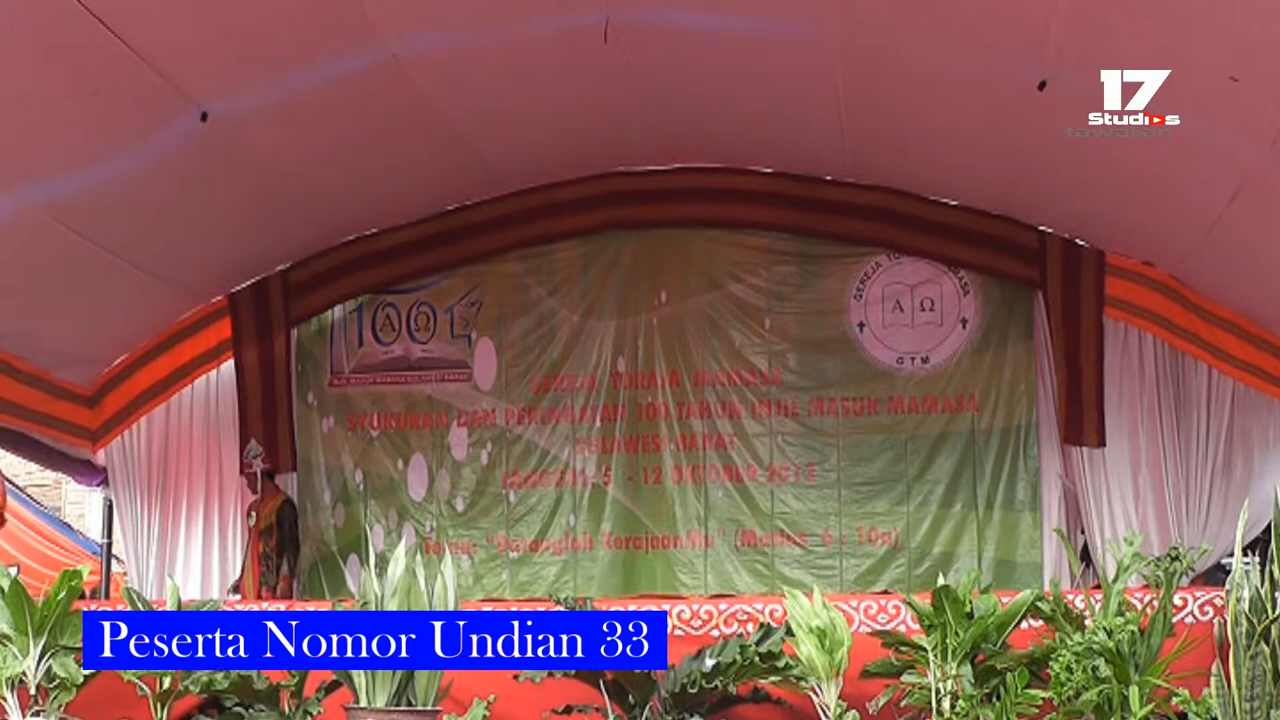 17
Studios
tawakan
100
A Ω
GEREJA TORAJA MAMASA
A Ω
GTM
GEREJA TORAJA MAMASA
SYUKURAN DAN PERINGATAN 100 TAHUN INJIL MASUK MAMASA
SULAWESI BARAT
TANGGAL 5 - 12 OKTOBER 2013
Tema: "Datanglah KerajaanMu" (Matius 6 : 10a)
Peserta Nomor Undian 33